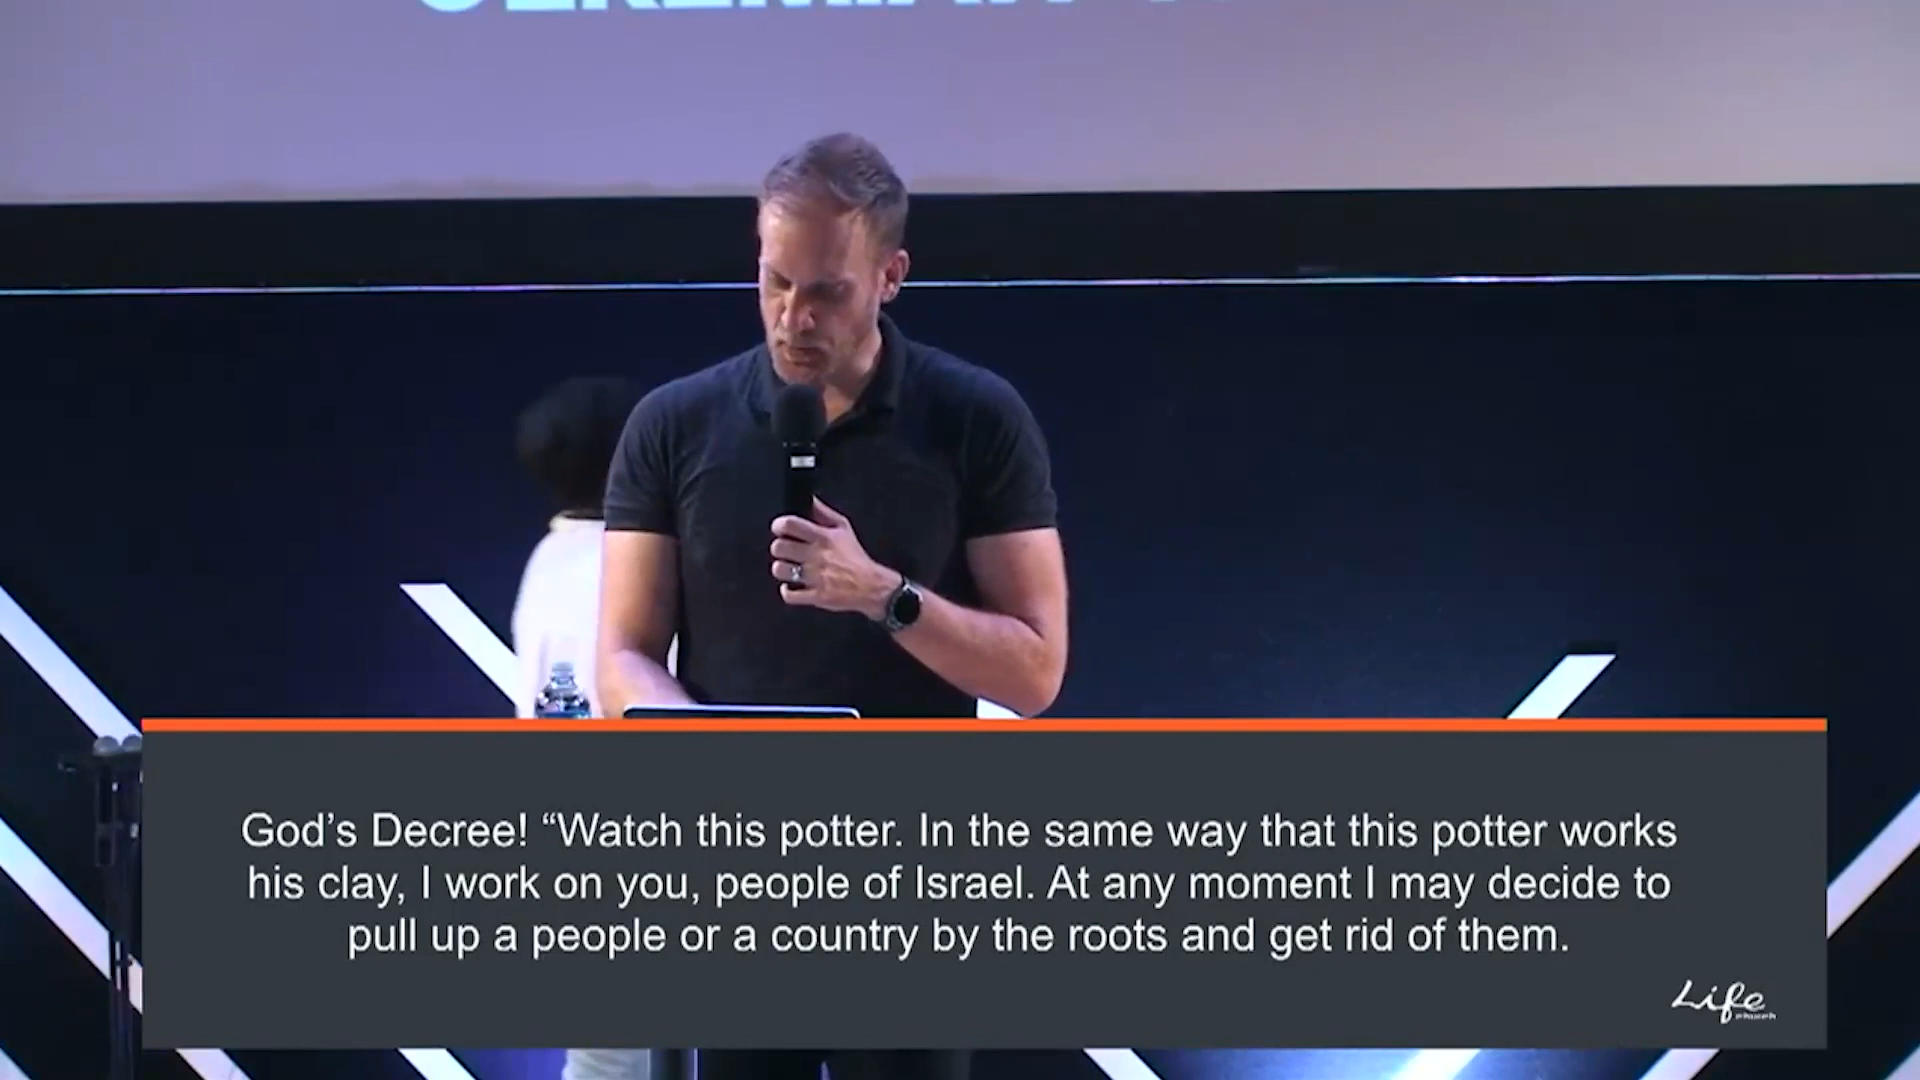 God’s Decree! “Watch this potter. In the same way that this potter works
his clay, I work on you, people of Israel. At any moment I may decide to
pull up a people or a country by the roots and get rid of them.
Life
church